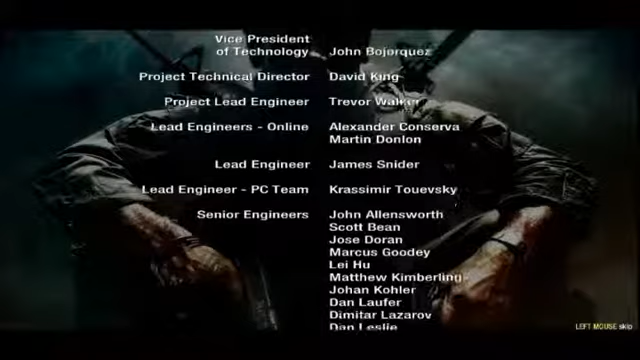 Vice President
of Technology John Bojorquez
Project Technical Director David King
Project Lead Engineer Trevor Walker
Lead Engineers - Online Alexander Conserva
Martin Donlon
Lead Engineer James Snider
Lead Engineer - PC Team Krassimir Touevsky
Senior Engineers John Allensworth
Scott Bean
Jose Doran
Marcus Goodey
Lei Hu
Matthew Kimberling
Johan Kohler
Dan Laufer
Dimitar Lazarov
Dan Leslie
LEFT MOUSE skip